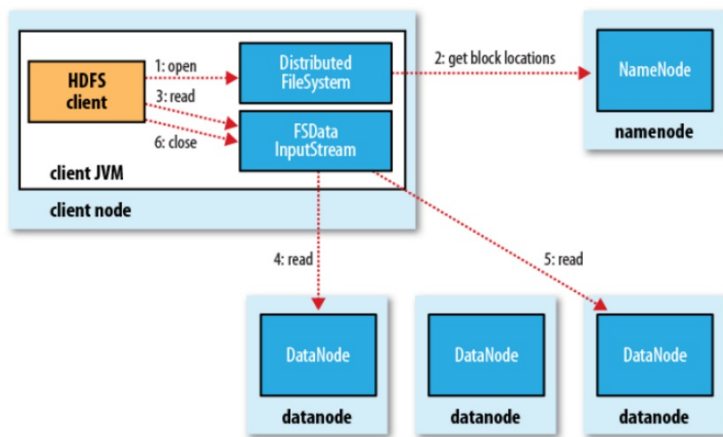 HDFS
client
1: open
3: read
6: close
Distributed
FileSystem
FSData
InputStream
client JVM
client node
2: get block locations
NameNode
namenode
4: read
5: read
DataNode
datanode
DataNode
datanode
DataNode
datanode